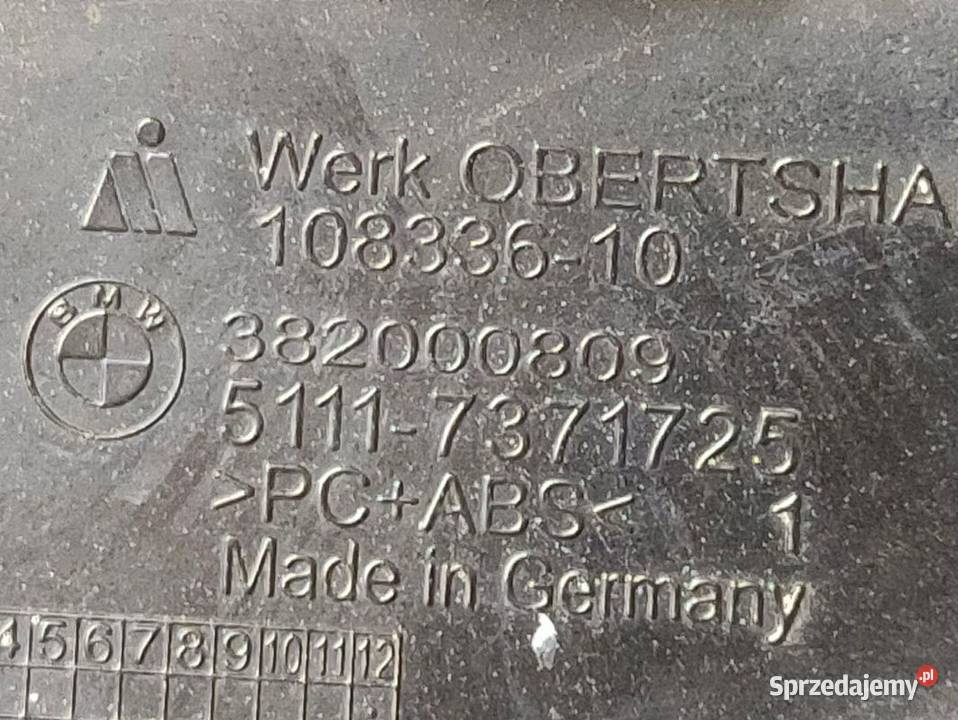 Werk OBERTSHA
108336-10
BMW
382000809
5111-7371725
>PC+ABS< 1
Made in Germany
4 5 6 7 8 9 10 11 12
Sprzedajemy.pl